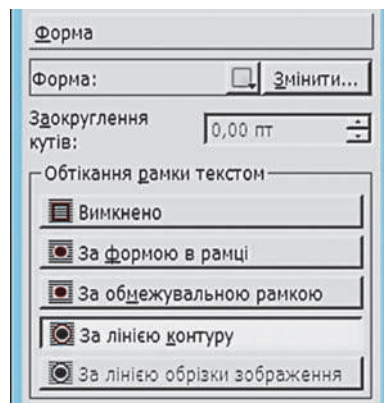 Форма
Форма: Змінити...
Заокруглення
кутів: 0,00 пт
Обтікання рамки текстом
Вимкнено
За формою в рамці
За обмежувальною рамкою
За лінією контуру
За лінією обрізки зображення